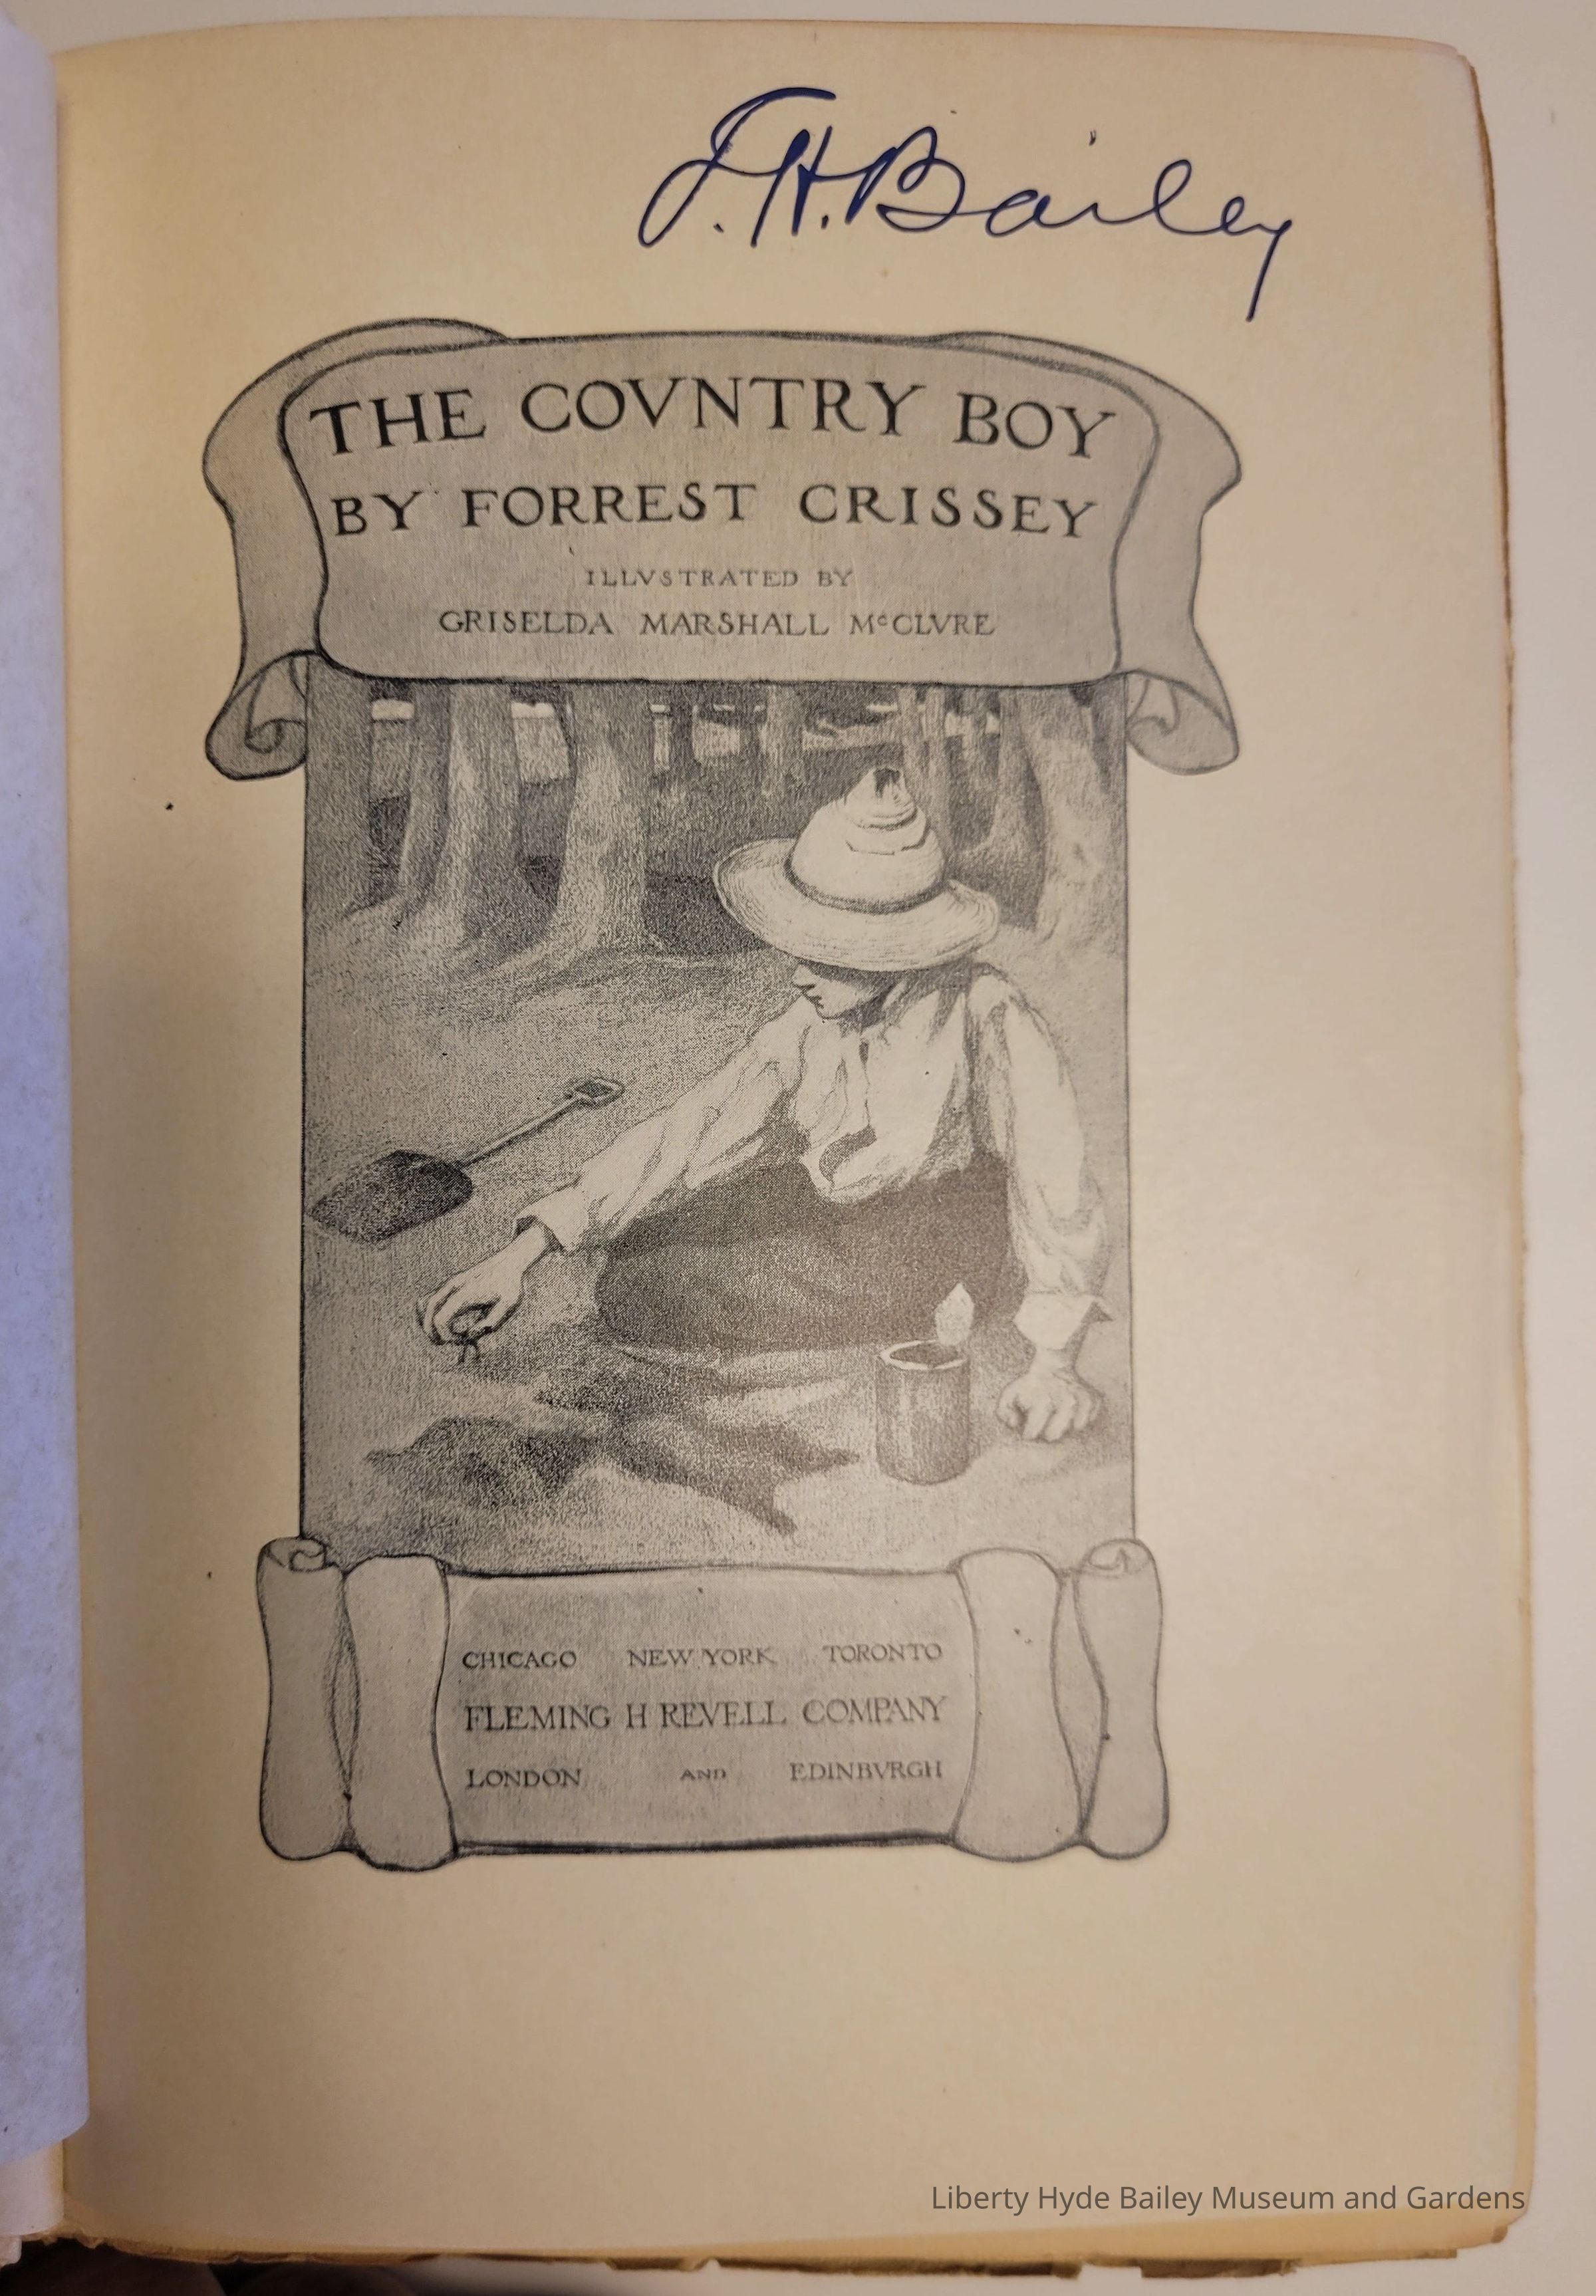 L.H. Bailey
THE COVNTRY BOY
BY FORREST CRISSEY
ILLVSTRATED BY
GRISELDA MARSHALL McCLVRE
CHICAGO NEW YORK TORONTO
FLEMING H REVELL COMPANY
LONDON AND EDINBVRGH
Liberty Hyde Bailey Museum and Gardens